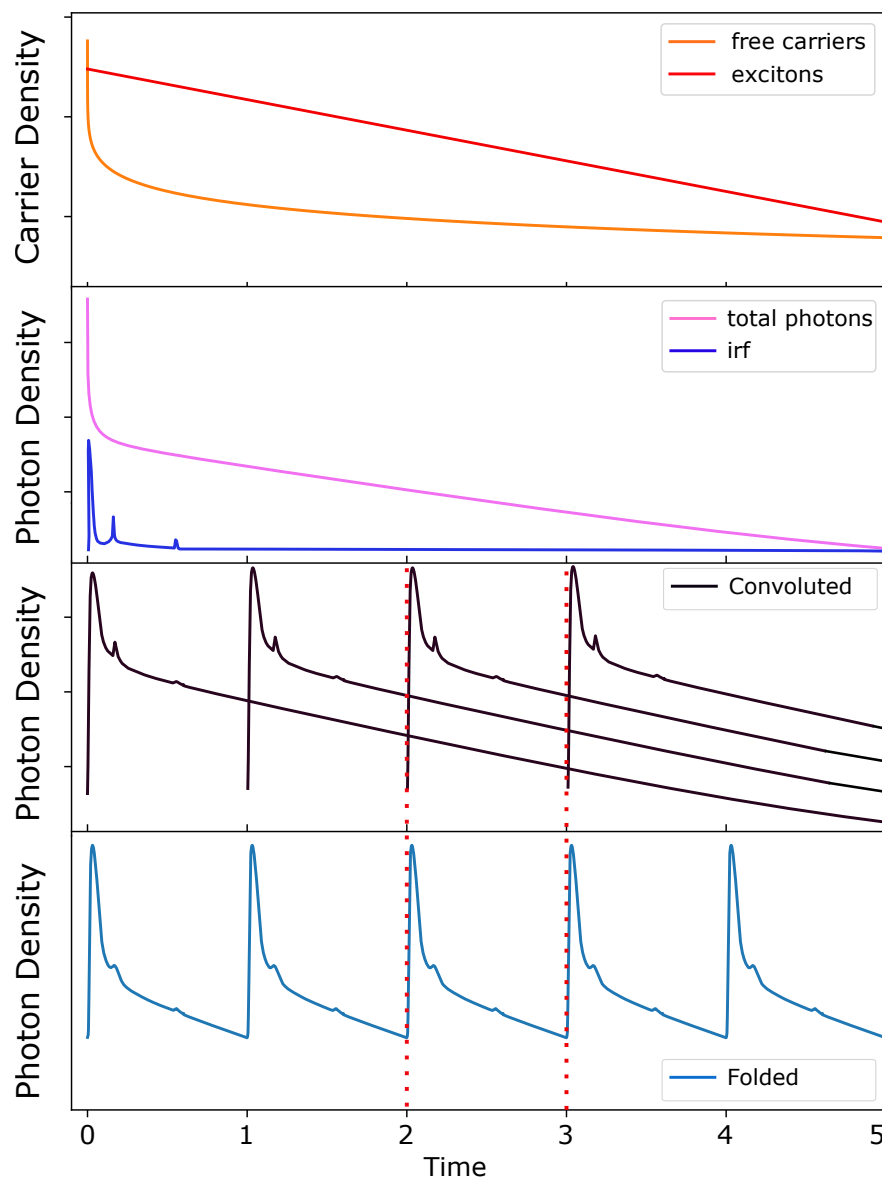 Carrier Density
free carriers
excitons
Photon Density
total photons
irf
Photon Density
Convoluted
Photon Density
Folded
0 1 2 3 4 5
Time